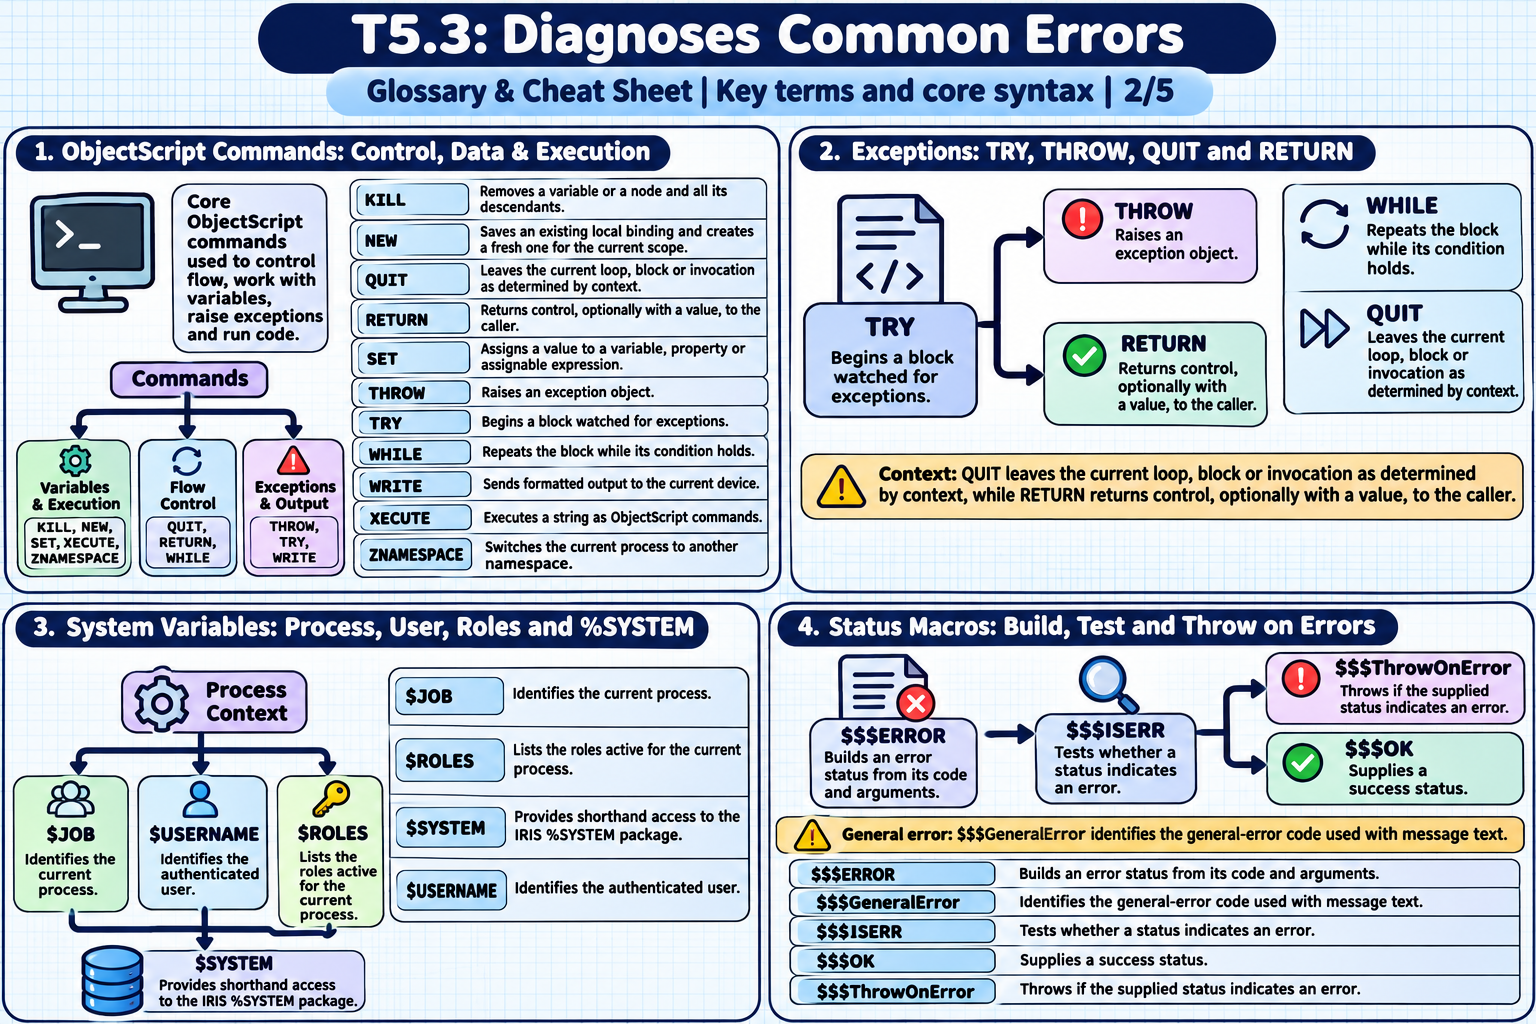 T5.3: Diagnoses Common Errors
Glossary & Cheat Sheet | Key terms and core syntax | 2/5
1. ObjectScript Commands: Control, Data & Execution
>_
Core
ObjectScript
commands
used to control
flow, work with
variables,
raise exceptions
and run code.
Commands
Variables
& Execution
KILL, NEW,
SET, XECUTE,
ZNAMESPACE
Flow
Control
QUIT,
RETURN,
WHILE
Exceptions
& Output
THROW,
TRY,
WRITE
KILL
Removes a variable or a node and all its
descendants.
NEW
Saves an existing local binding and creates
a fresh one for the current scope.
QUIT
Leaves the current loop, block or invocation
as determined by context.
RETURN
Returns control, optionally with a value, to the
caller.
SET
Assigns a value to a variable, property or
assignable expression.
THROW
Raises an exception object.
TRY
Begins a block watched for exceptions.
WHILE
Repeats the block while its condition holds.
WRITE
Sends formatted output to the current device.
XECUTE
Executes a string as ObjectScript commands.
ZNAMESPACE
Switches the current process to another
namespace.
2. Exceptions: TRY, THROW, QUIT and RETURN
</>
TRY
Begins a block
watched for
exceptions.
THROW
Raises an
exception object.
RETURN
Returns control,
optionally with
a value, to the caller.
WHILE
Repeats the block
while its condition
holds.
QUIT
Leaves the current
loop, block or
invocation as
determined by context.
Context: QUIT leaves the current loop, block or invocation as determined
by context, while RETURN returns control, optionally with a value, to the caller.
3. System Variables: Process, User, Roles and %SYSTEM
Process
Context
$JOB
Identifies the
current
process.
$USERNAME
Identifies the
authenticated
user.
$ROLES
Lists the
roles active
for the
current
process.
$SYSTEM
Provides shorthand access
to the IRIS %SYSTEM package.
$JOB
Identifies the current process.
$ROLES
Lists the roles active for the current
process.
$SYSTEM
Provides shorthand access to the
IRIS %SYSTEM package.
$USERNAME
Identifies the authenticated user.
4. Status Macros: Build, Test and Throw on Errors
$$$ERROR
Builds an error
status from its code
and arguments.
$$$ISERR
Tests whether a
status indicates
an error.
$$$ThrowOnError
Throws if the supplied
status indicates an error.
$$$OK
Supplies a
success status.
General error: $$$GeneralError identifies the general-error code used with message text.
$$$ERROR
Builds an error status from its code and arguments.
$$$GeneralError
Identifies the general-error code used with message text.
$$$ISERR
Tests whether a status indicates an error.
$$$OK
Supplies a success status.
$$$ThrowOnError
Throws if the supplied status indicates an error.